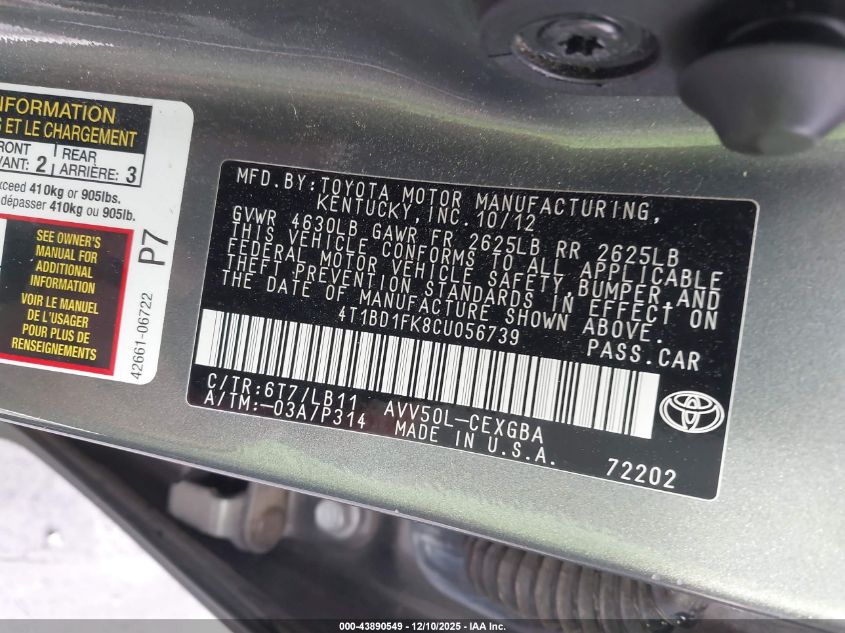 NFORMATION
S ET LE CHARGEMENT
FRONT
VANT: 2
REAR
ARRIÈRE: 3
xceed 410kg or 905lbs.
dépasser 410kg ou 905lb.
SEE OWNER'S
MANUAL FOR
ADDITIONAL
INFORMATION
VOIR LE MANUEL
DE L'USAGER
POUR PLUS DE
RENSEIGNEMENTS
P7
42661-06722
MFD.BY:TOYOTA MOTOR MANUFACTURING,
KENTUCKY,INC. 10/12
GVWR 4630LB GAWR FR 2625LB RR 2625LB
THIS VEHICLE CONFORMS TO ALL APPLICABLE
FEDERAL MOTOR VEHICLE SAFETY,BUMPER,AND
THEFT PREVENTION STANDARDS IN EFFECT ON
THE DATE OF MANUFACTURE SHOWN ABOVE.
4T1BD1FK8CU056739
PASS.CAR
C/TR:6T7/LB11 AVV50L-CEXGBA
A/TM:-03A/P314 MADE IN U.S.A.
72202
000-43890549 - 12/10/2025 - IAA Inc.